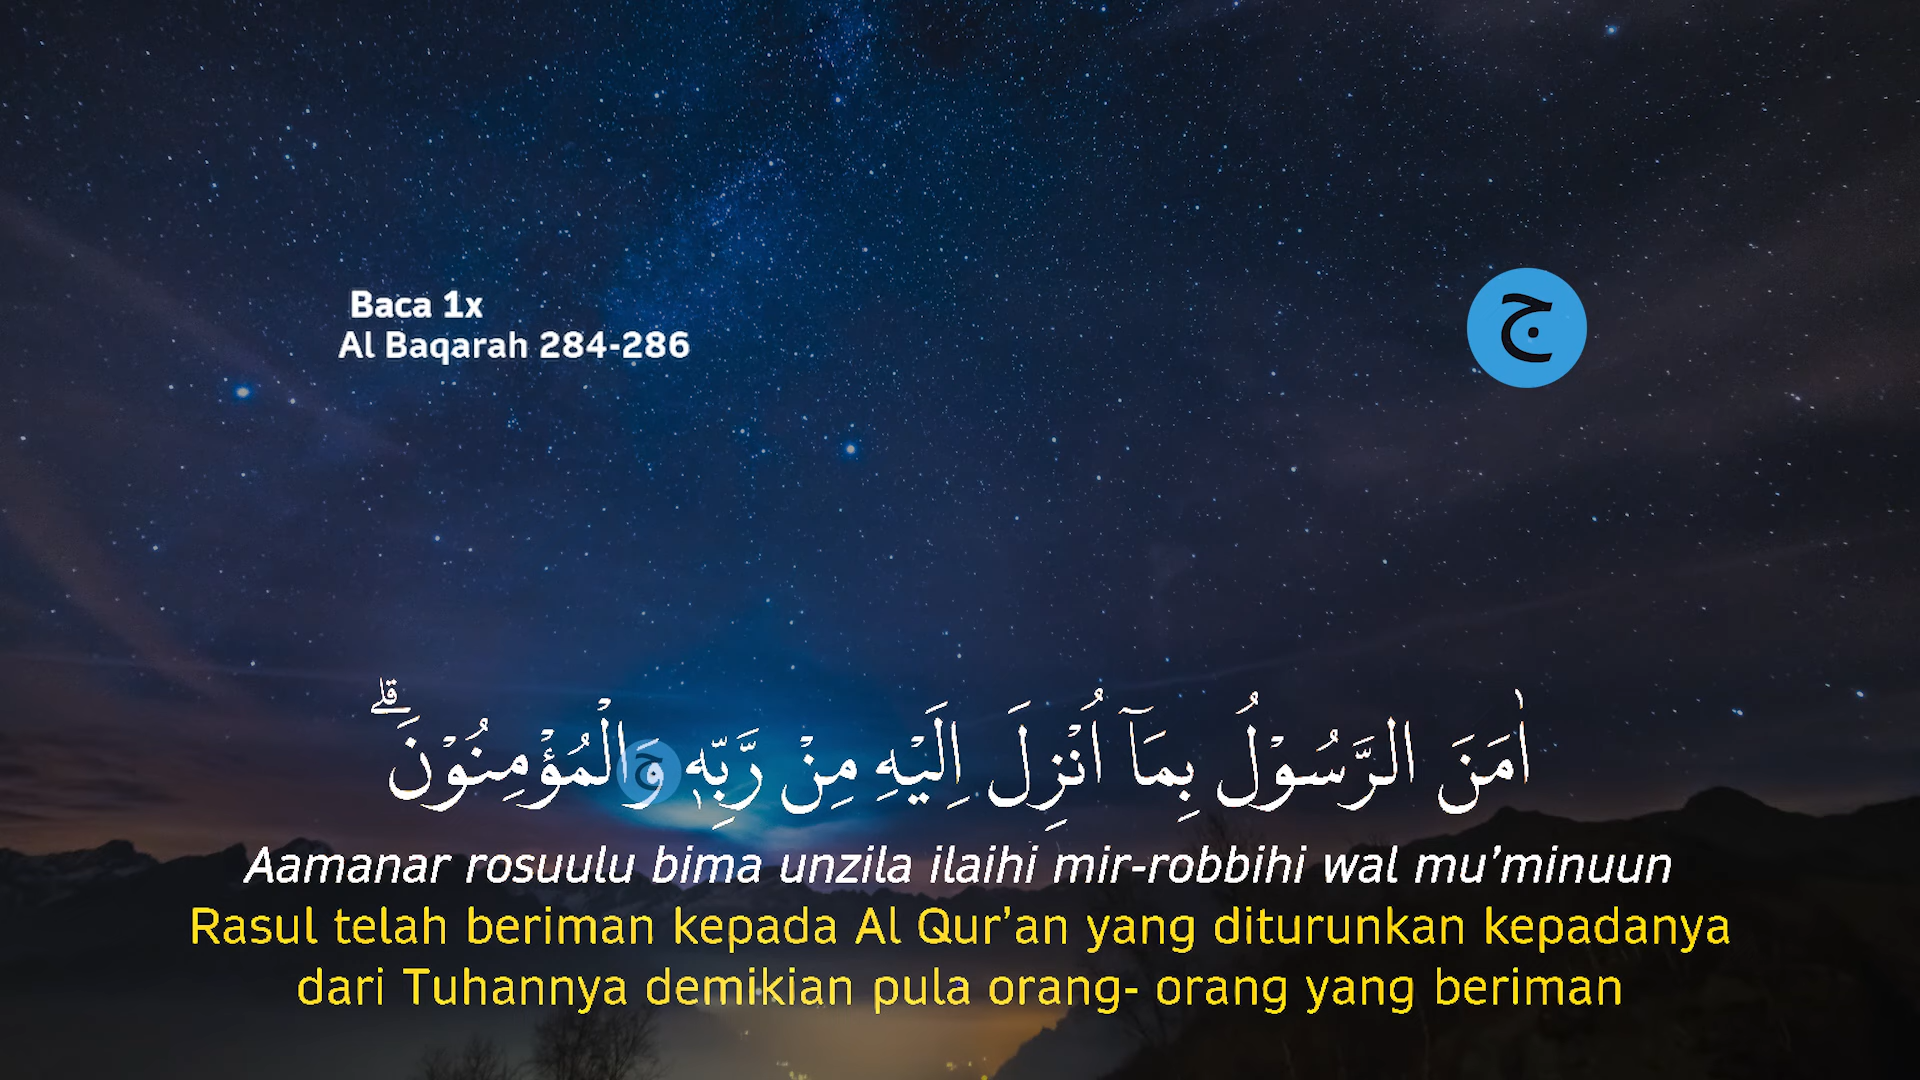 Baca 1x
Al Baqarah 284-286
ج
اٰمَنَ الرَّسُوْلُ بِمَآ اُنْزِلَ اِلَيْهِ مِنْ رَّبِّهٖ وَالْمُؤْمِنُوْنَۗ
Aamanar rosuulu bima unzila ilaihi mir-robbihi wal mu’minuun
Rasul telah beriman kepada Al Qur’an yang diturunkan kepadanya
dari Tuhannya demikian pula orang- orang yang beriman